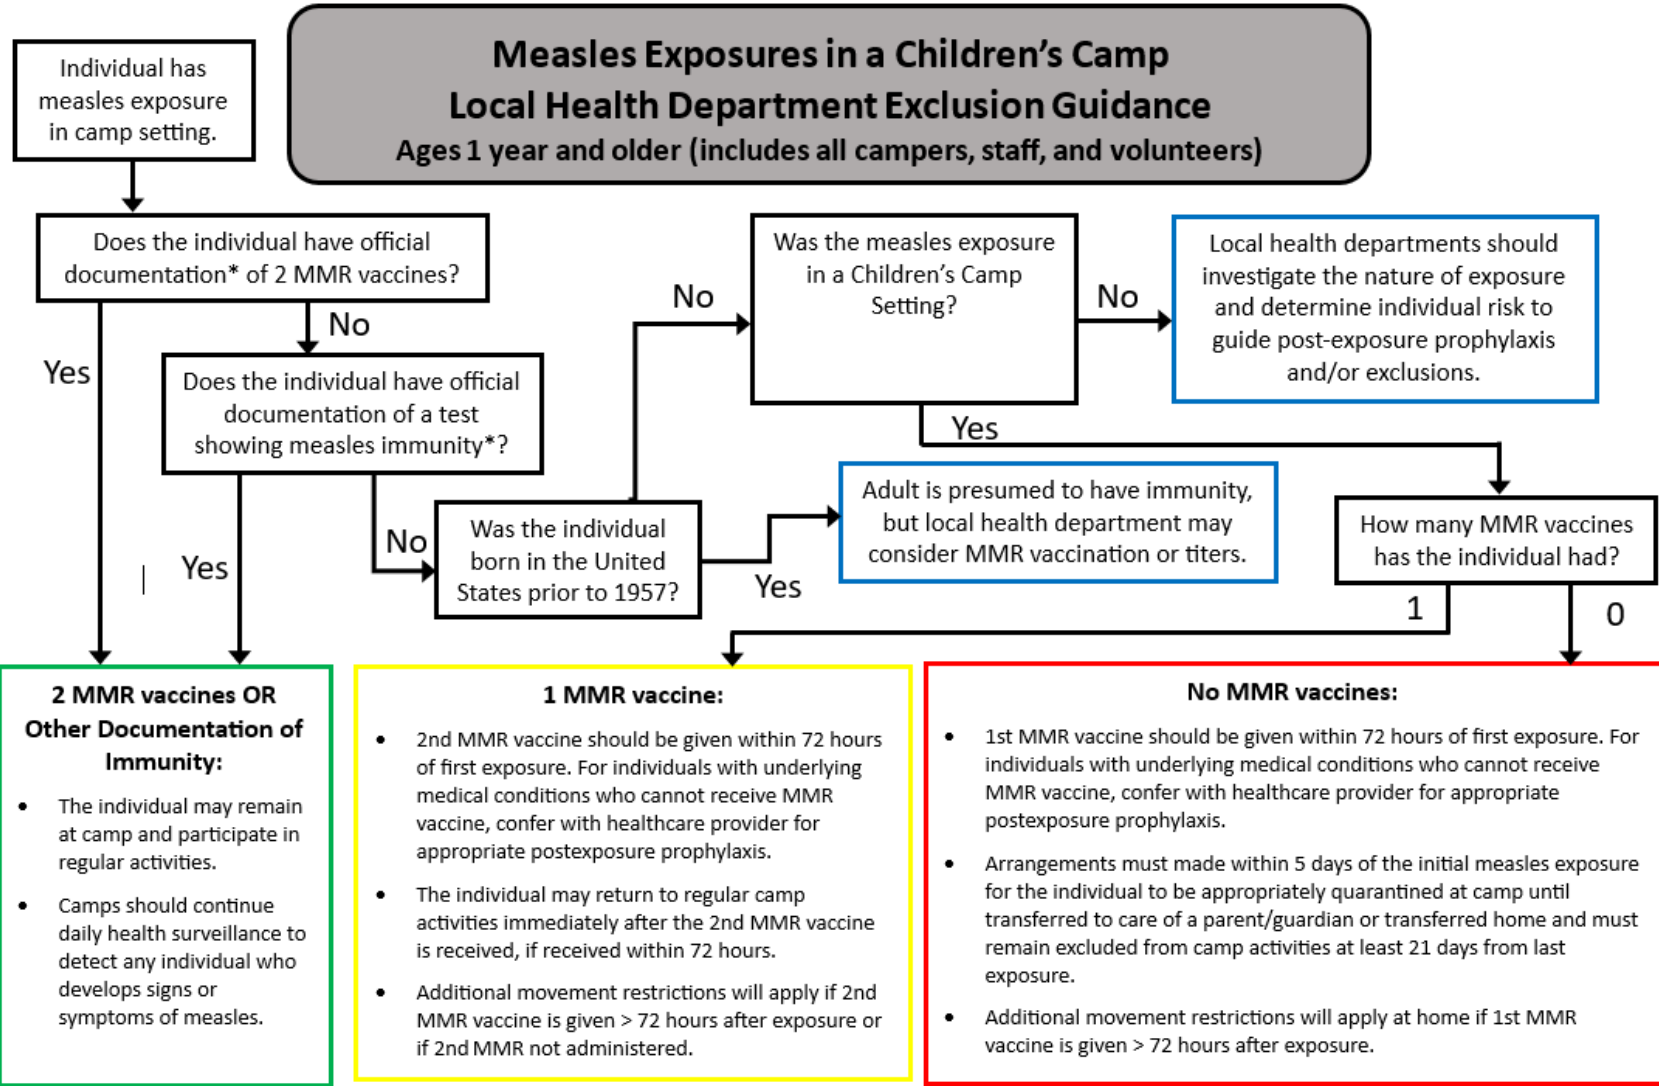 Measles Exposures in a Children's Camp
Local Health Department Exclusion Guidance
Ages 1 year and older (includes all campers, staff, and volunteers)
Individual has
measles exposure
in camp setting.
Does the individual have official
documentation* of 2 MMR vaccines?
Yes
No
Does the individual have official
documentation of a test
showing measles immunity*?
Yes
No
Was the individual
born in the United
States prior to 1957?
No
Yes
Was the measles exposure
in a Children's Camp
Setting?
No
Yes
Local health departments should
investigate the nature of exposure
and determine individual risk to
guide post-exposure prophylaxis
and/or exclusions.
Adult is presumed to have immunity,
but local health department may
consider MMR vaccination or titers.
How many MMR vaccines
has the individual had?
1
0
2 MMR vaccines OR
Other Documentation of
Immunity:
• The individual may remain
at camp and participate in
regular activities.
• Camps should continue
daily health surveillance to
detect any individual who
develops signs or
symptoms of measles.
1 MMR vaccine:
• 2nd MMR vaccine should be given within 72 hours
of first exposure. For individuals with underlying
medical conditions who cannot receive MMR
vaccine, confer with healthcare provider for
appropriate postexposure prophylaxis.
• The individual may return to regular camp
activities immediately after the 2nd MMR vaccine
is received, if received within 72 hours.
• Additional movement restrictions will apply if 2nd
MMR vaccine is given > 72 hours after exposure or
if 2nd MMR not administered.
No MMR vaccines:
• 1st MMR vaccine should be given within 72 hours of first exposure. For
individuals with underlying medical conditions who cannot receive
MMR vaccine, confer with healthcare provider for appropriate
postexposure prophylaxis.
• Arrangements must made within 5 days of the initial measles exposure
for the individual to be appropriately quarantined at camp until
transferred to care of a parent/guardian or transferred home and must
remain excluded from camp activities at least 21 days from last
exposure.
• Additional movement restrictions will apply at home if 1st MMR
vaccine is given > 72 hours after exposure.